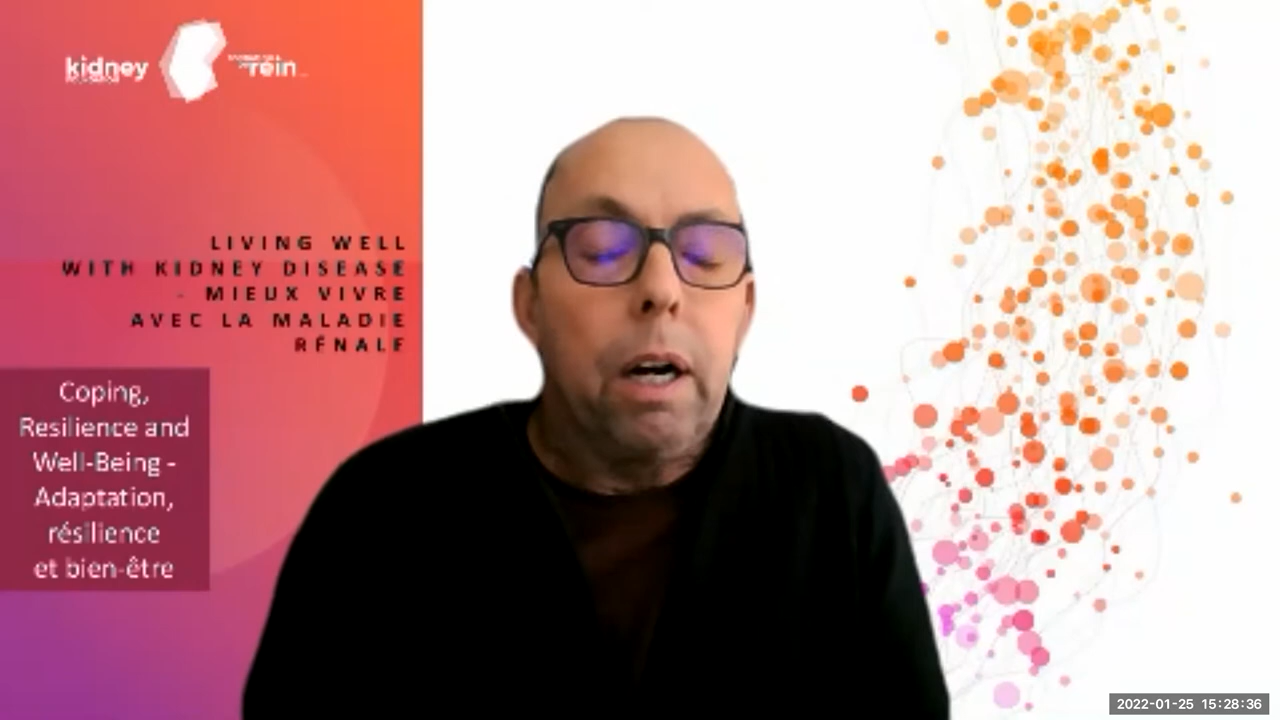 kidney
rein
LIVING WELL
WITH KIDNEY DISEASE
- MIEUX VIVRE
AVEC LA MALADIE
RÉNALE
Coping,
Resilience and
Well-Being -
Adaptation,
résilience
et bien-être
2022-01-25 15:28:36